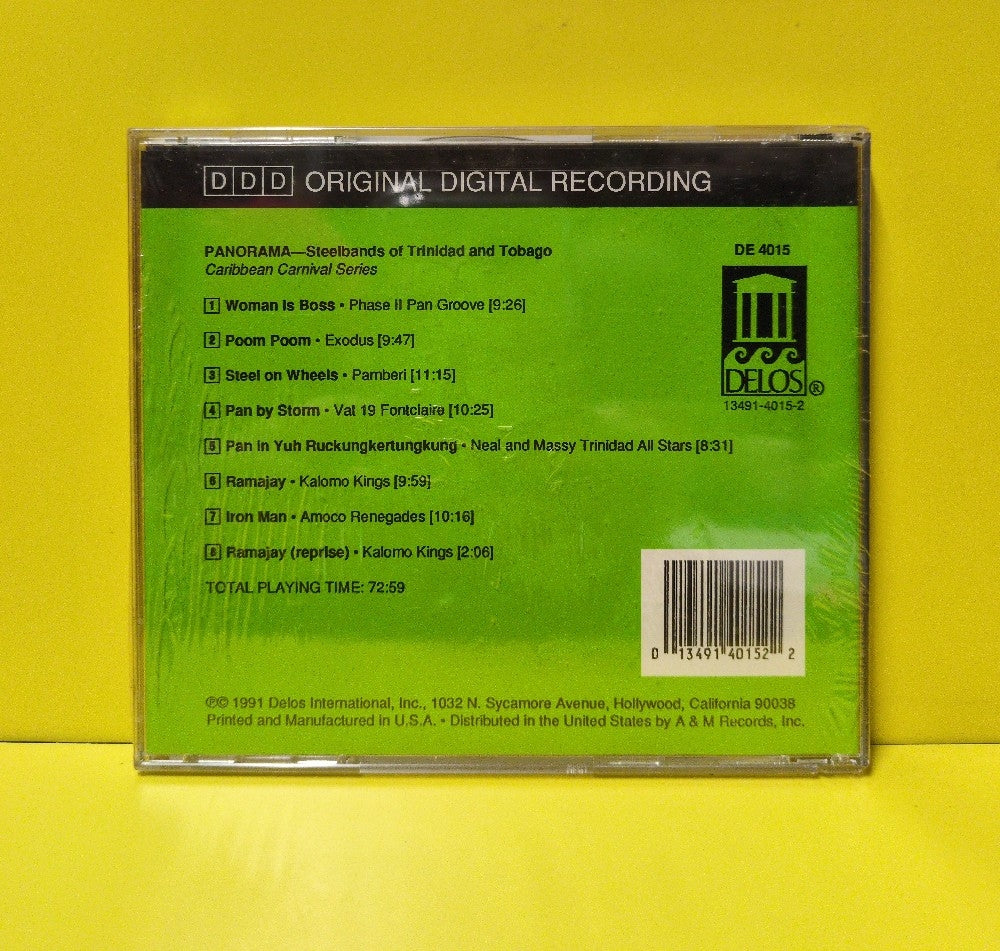 DDD ORIGINAL DIGITAL RECORDING
PANORAMA—Steelbands of Trinidad and Tobago
Caribbean Carnival Series
DE 4015
1 Woman Is Boss • Phase II Pan Groove [9:26]
2 Poom Poom • Exodus [9:47]
3 Steel on Wheels • Pamberi [11:15]
4 Pan by Storm • Vat 19 Fontclaire [10:25]
5 Pan in Yuh Ruckungkertungkung • Neal and Massy Trinidad All Stars [8:31]
6 Ramajay • Kalomo Kings [9:59]
7 Iron Man • Amoco Renegades [10:16]
8 Ramajay (reprise) • Kalomo Kings [2:06]
TOTAL PLAYING TIME: 72:59
DELOS®
13491-4015-2
D 13491 40152 2
℗© 1991 Delos International, Inc., 1032 N. Sycamore Avenue, Hollywood, California 90038
Printed and Manufactured in U.S.A. • Distributed in the United States by A & M Records, Inc.